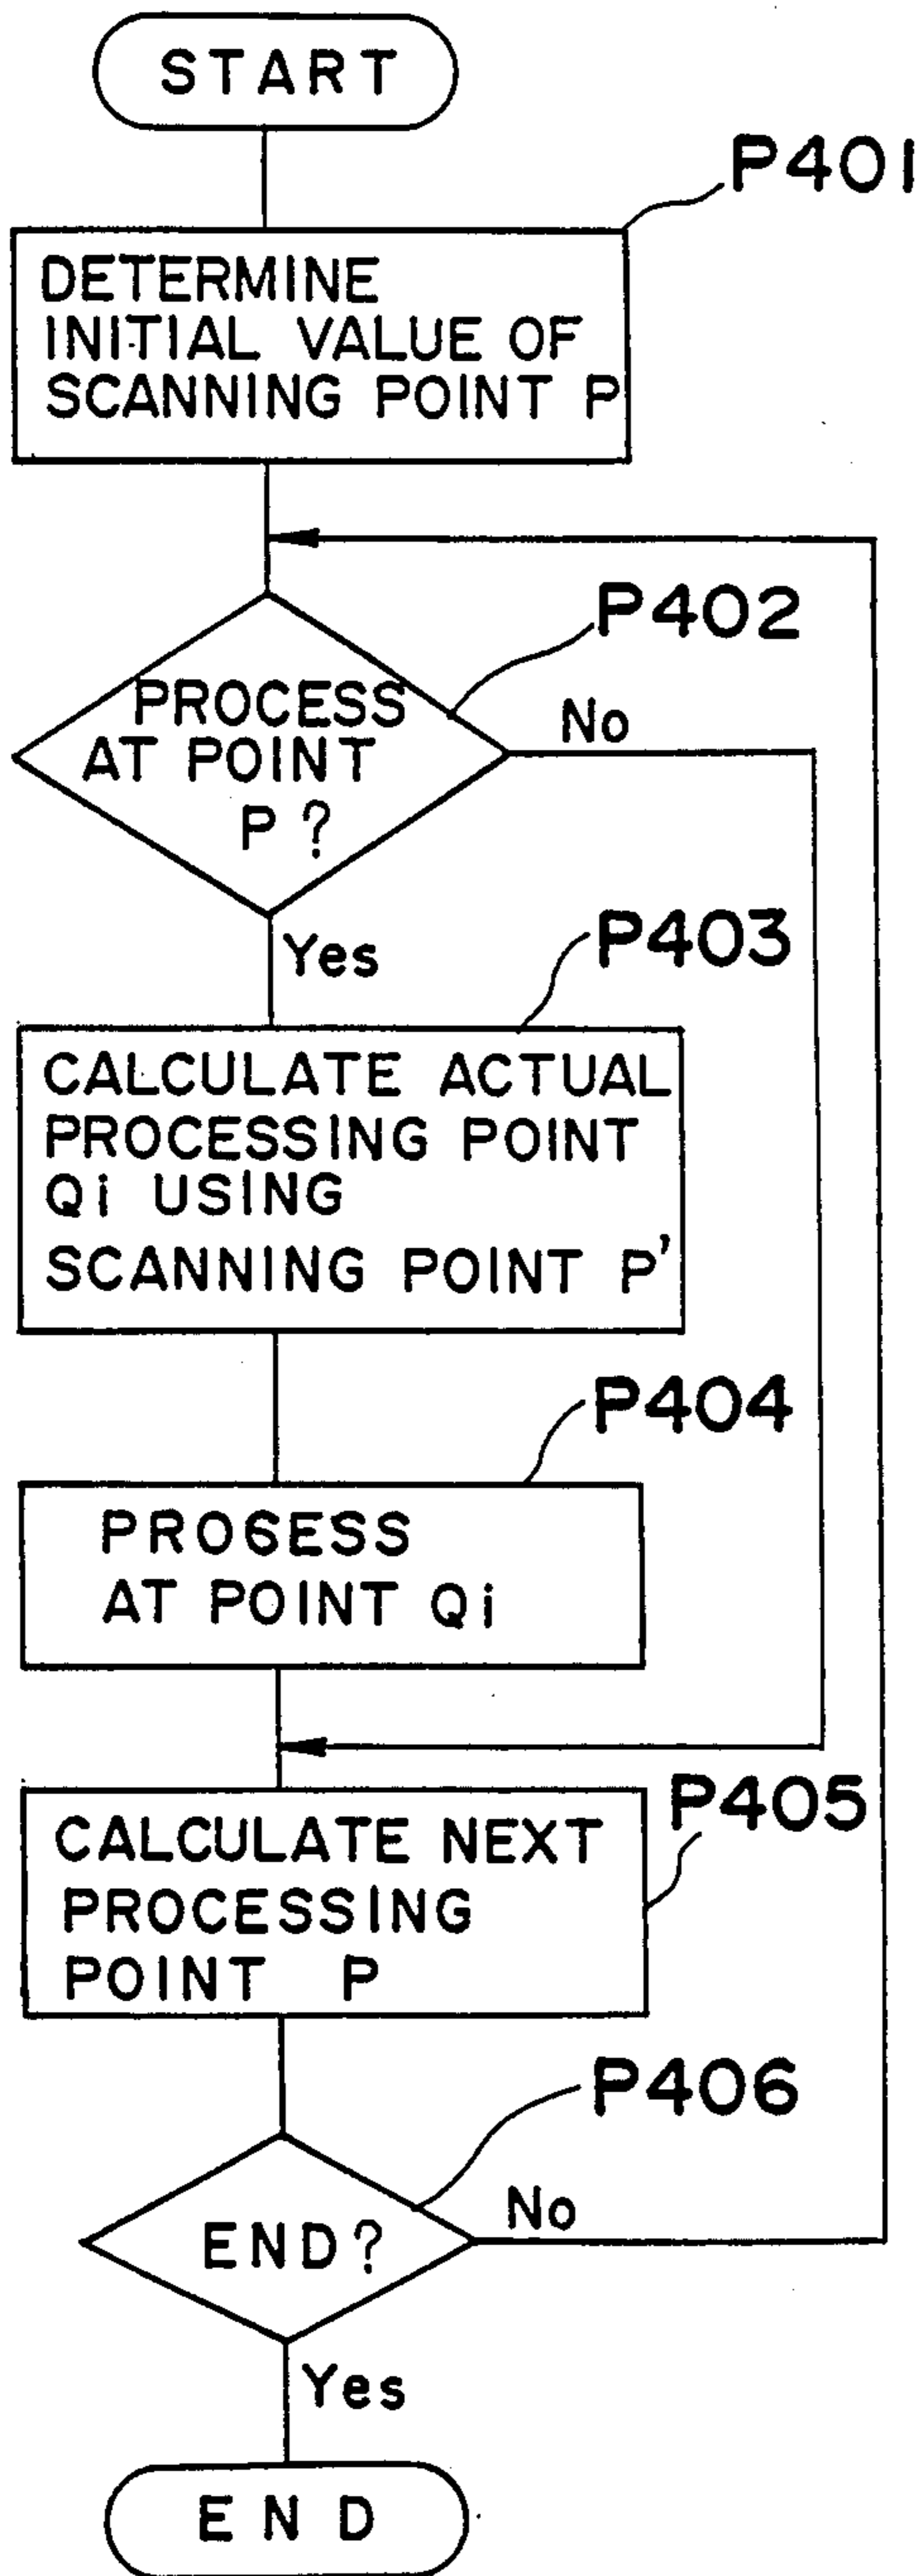 START
P401
DETERMINE
INITIAL VALUE OF
SCANNING POINT P
P402
PROCESS
AT POINT
P?
No
Yes
P403
CALCULATE ACTUAL
PROCESSING POINT
Qi USING
SCANNING POINT P'
P404
PRO6ESS
AT POINT Qi
P405
CALCULATE NEXT
PROCESSING
POINT P
P406
END?
No
Yes
END